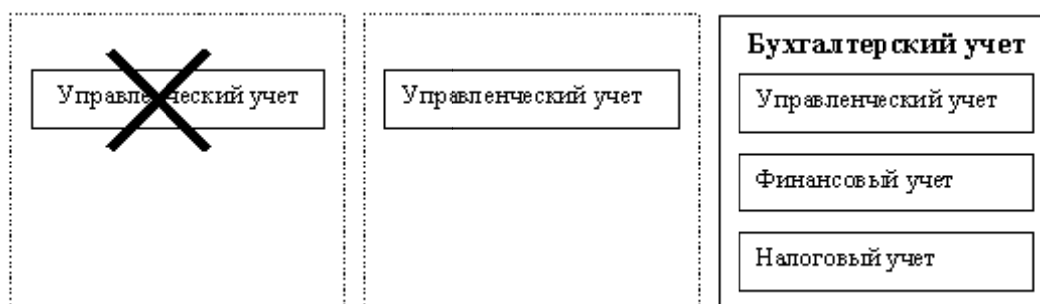 Управленческий учет
Управленческий учет
Бухгалтерский учет
Управленческий учет
Финансовый учет
Налоговый учет